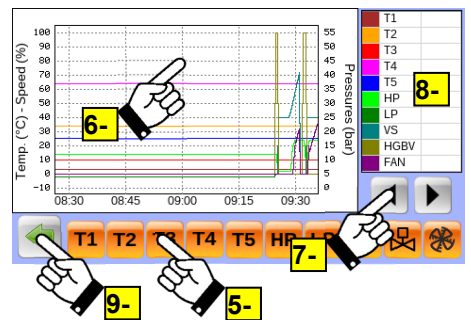 100
90
80
70
60
50
40
30
20
10
0
-10
Temp. (°C) - Speed (%)
55
50
45
40
35
30
25
20
15
10
5
0
Pressures (bar)
08:30 08:45 09:00 09:15 09:30
T1
T2
T3
T4
T5
HP
LP
VS
HGBV
FAN
6-
8-
T1 T2 T3 T4 T5 HP LP
7-
9-
5-